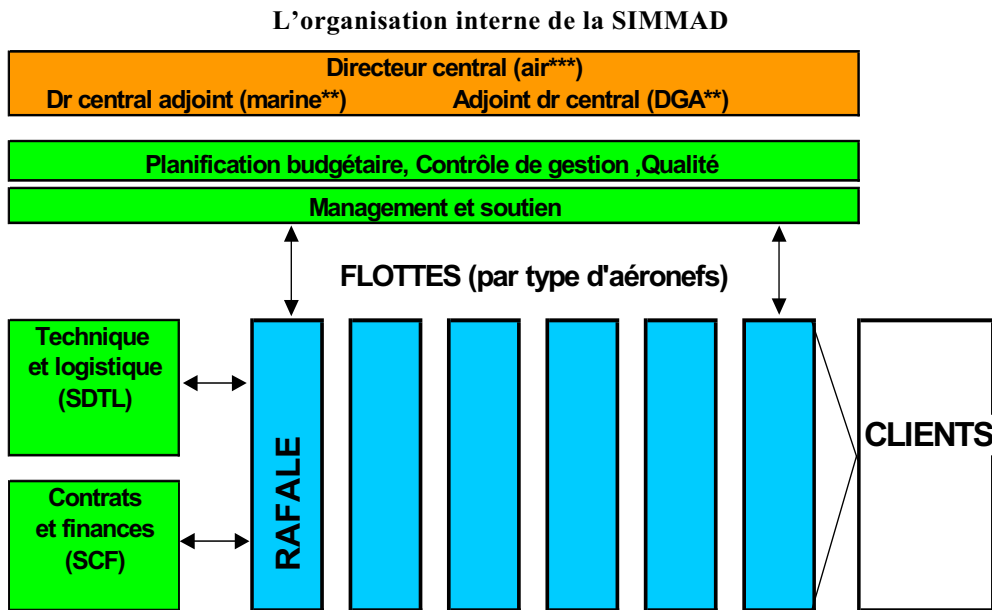 L’organisation interne de la SIMMAD
Directeur central (air***)
Dr central adjoint (marine**) Adjoint dr central (DGA**)
Planification budgétaire, Contrôle de gestion ,Qualité
Management et soutien
FLOTTES (par type d'aéronefs)
Technique
et logistique
(SDTL)
Contrats
et finances
(SCF)
RAFALE
CLIENTS